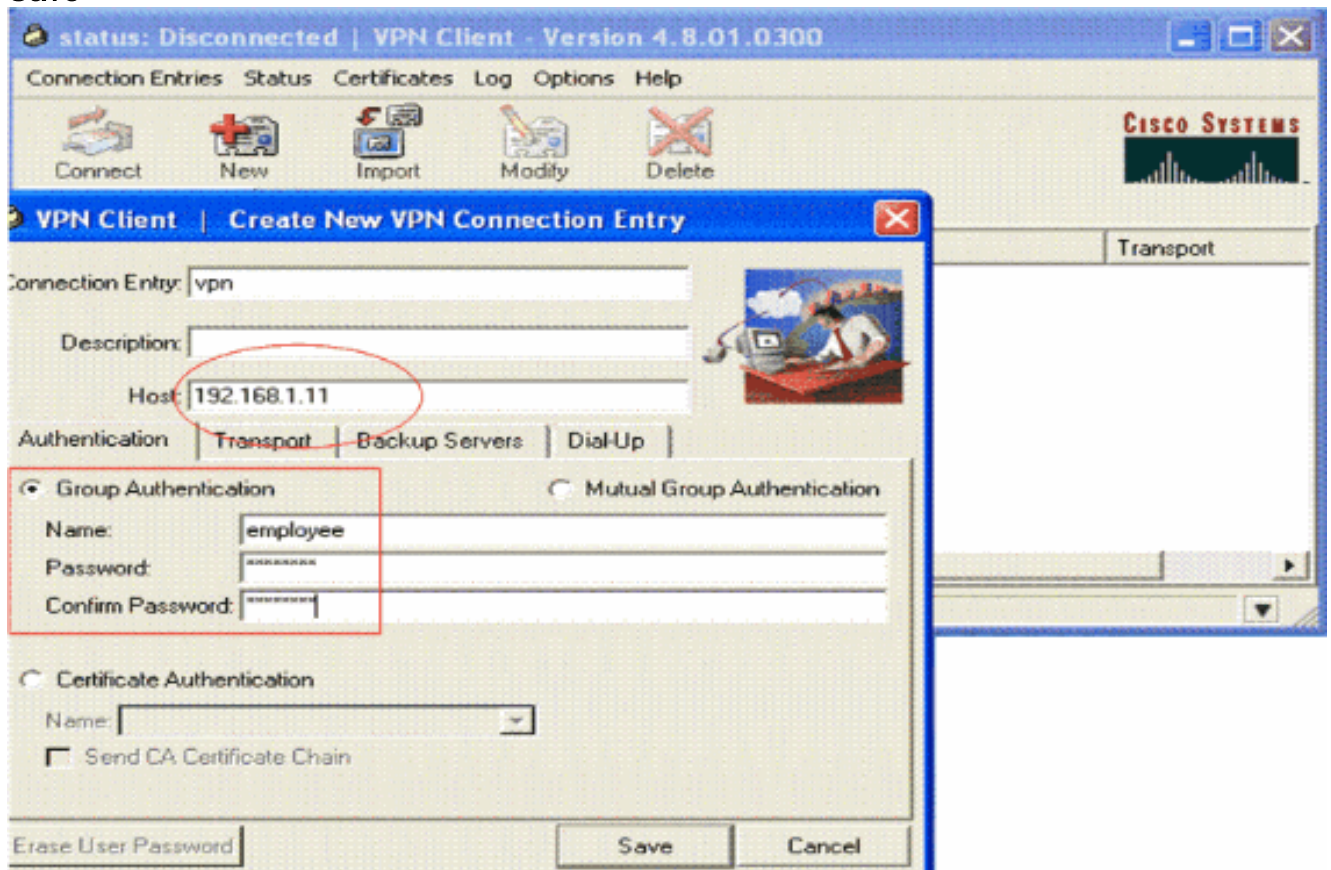 status: Disconnected | VPN Client - Version 4.8.01.0300
Connection Entries Status Certificates Log Options Help
Connect New Import Modify Delete
CISCO SYSTEMS
VPN Client | Create New VPN Connection Entry
Transport
Connection Entry: vpn
Description:
Host: 192.168.1.11
Authentication Transport Backup Servers Dial-Up
Group Authentication Mutual Group Authentication
Name: employee
Password: ********
Confirm Password: ********
Certificate Authentication
Name:
Send CA Certificate Chain
Erase User Password Save Cancel